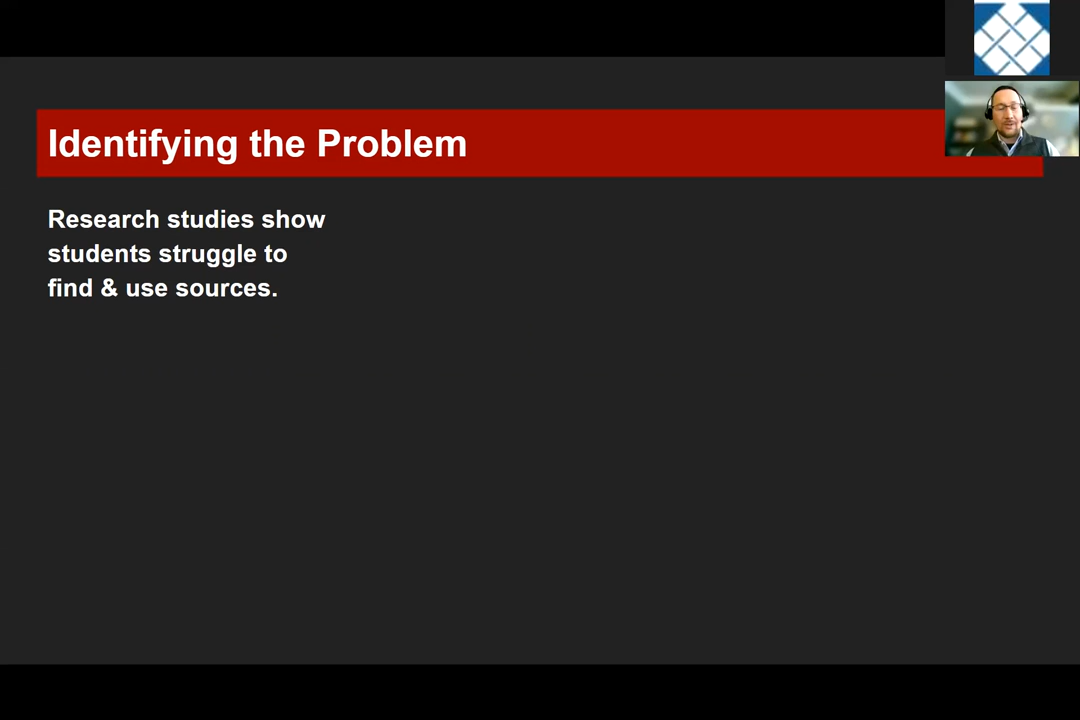 Identifying the Problem
Research studies show
students struggle to
find & use sources.